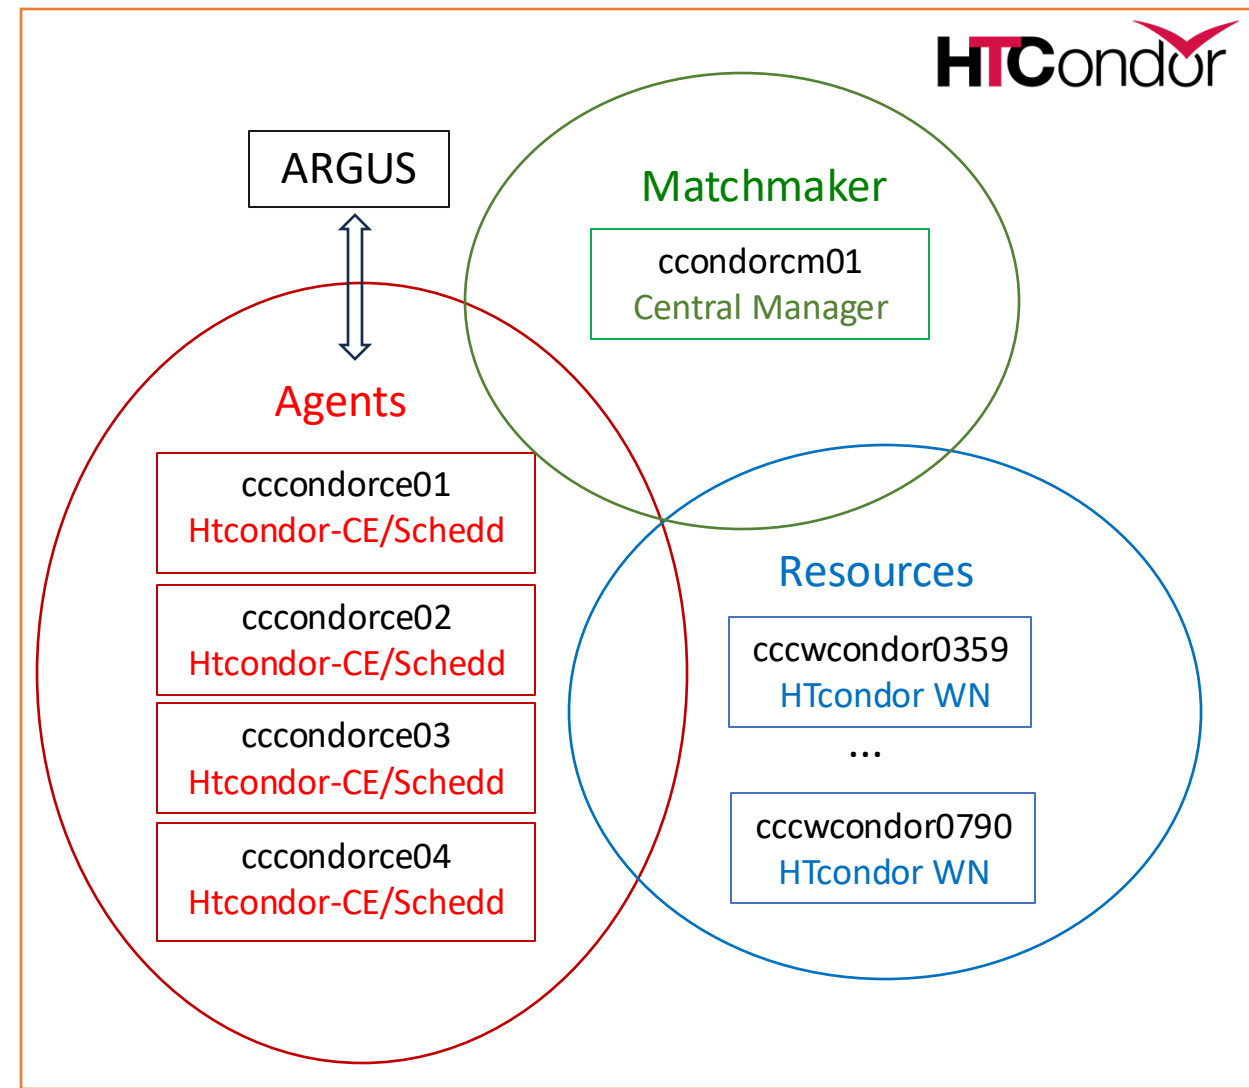 HTCondor
ARGUS
Matchmaker
ccondorcm01
Central Manager
Agents
cccondorce01
Htcondor-CE/Schedd
cccondorce02
Htcondor-CE/Schedd
cccondorce03
Htcondor-CE/Schedd
cccondorce04
Htcondor-CE/Schedd
Resources
cccwcondor0359
HTcondor WN
...
cccwcondor0790
HTcondor WN